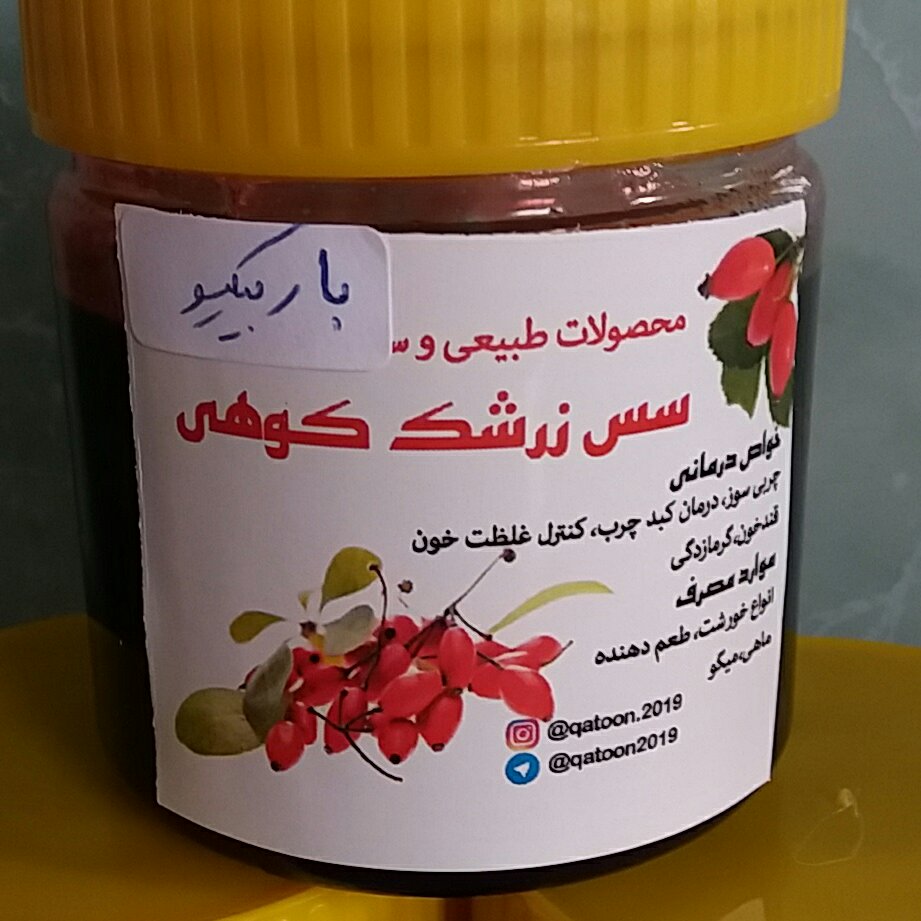 باربیکیو
محصولات طبیعی و س
سس زرشک کوهی
خواص درمانی
چربی سوز، درمان کبد چرب، کنترل غلظت خون
قندخون،گرمازدگی
موارد مصرف
انواع خورشت، طعم دهنده
ماهی،میگو
@qatoon.2019
@qatoon2019